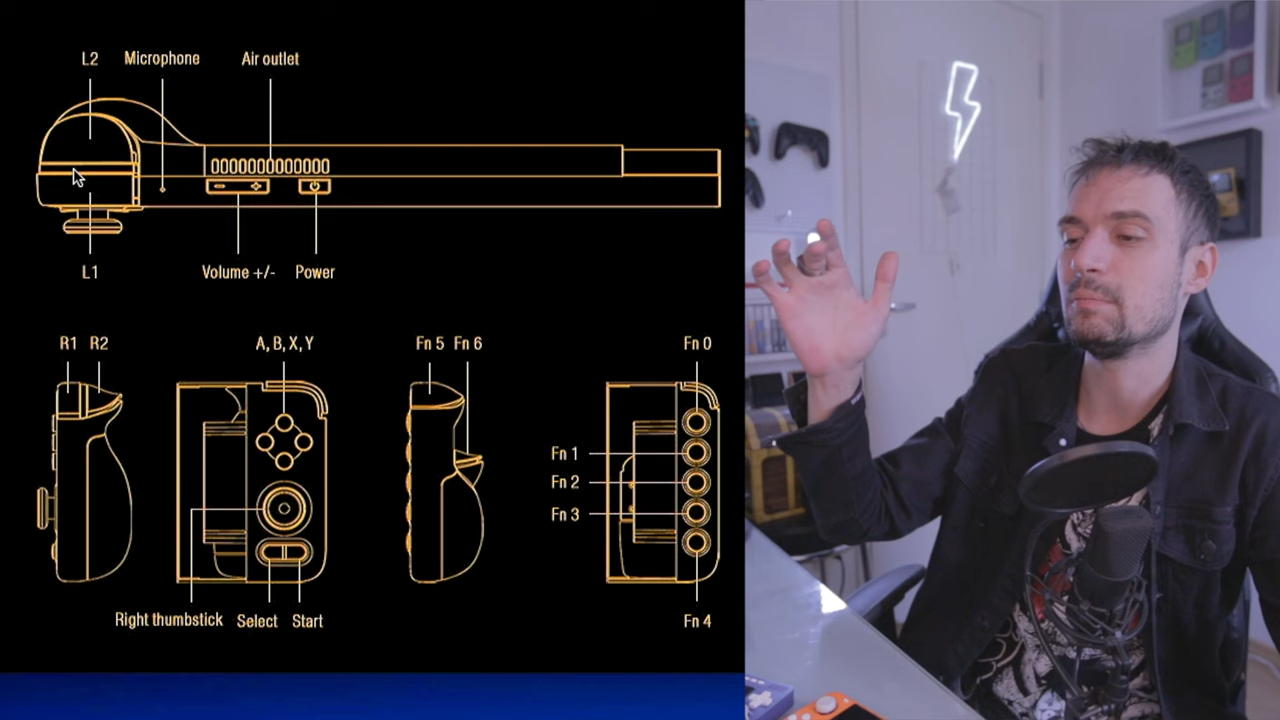 L2 Microphone Air outlet
L1 Volume +/- Power
R1 R2 A, B, X, Y Fn 5 Fn 6 Fn 0
Fn 1
Fn 2
Fn 3
Right thumbstick Select Start Fn 4